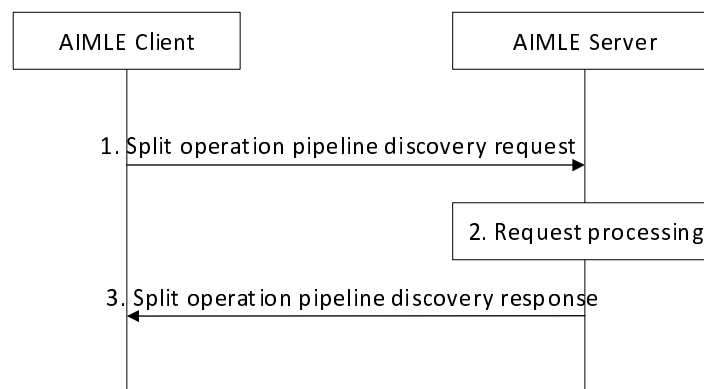 AIMLE Client
AIMLE Server
1. Split operation pipeline discovery request
2. Request processing
3. Split operation pipeline discovery response